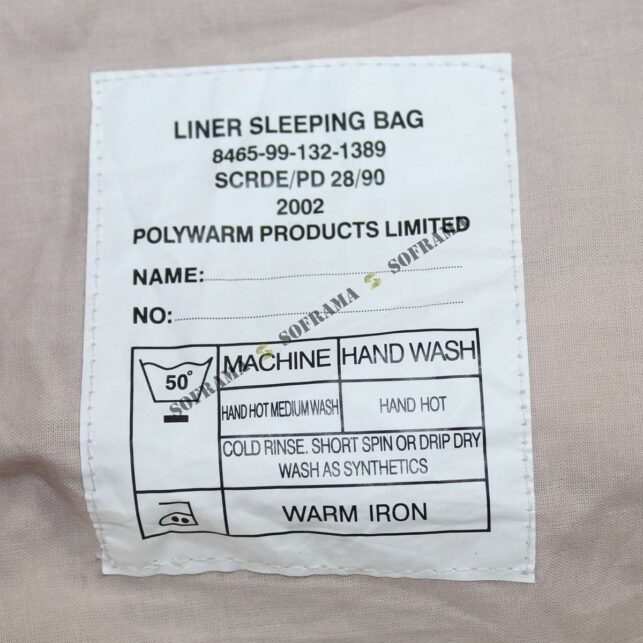 LINER SLEEPING BAG
8465-99-132-1389
SCRDE/PD 28/90
2002
POLYWARM PRODUCTS LIMITED
NAME:
NO:
SOFRAMA S SOFRAMA S SOFRAMA
50° MACHINE HAND WASH
HAND HOT MEDIUM WASH HAND HOT
COLD RINSE. SHORT SPIN OR DRIP DRY
WASH AS SYNTHETICS
WARM IRON